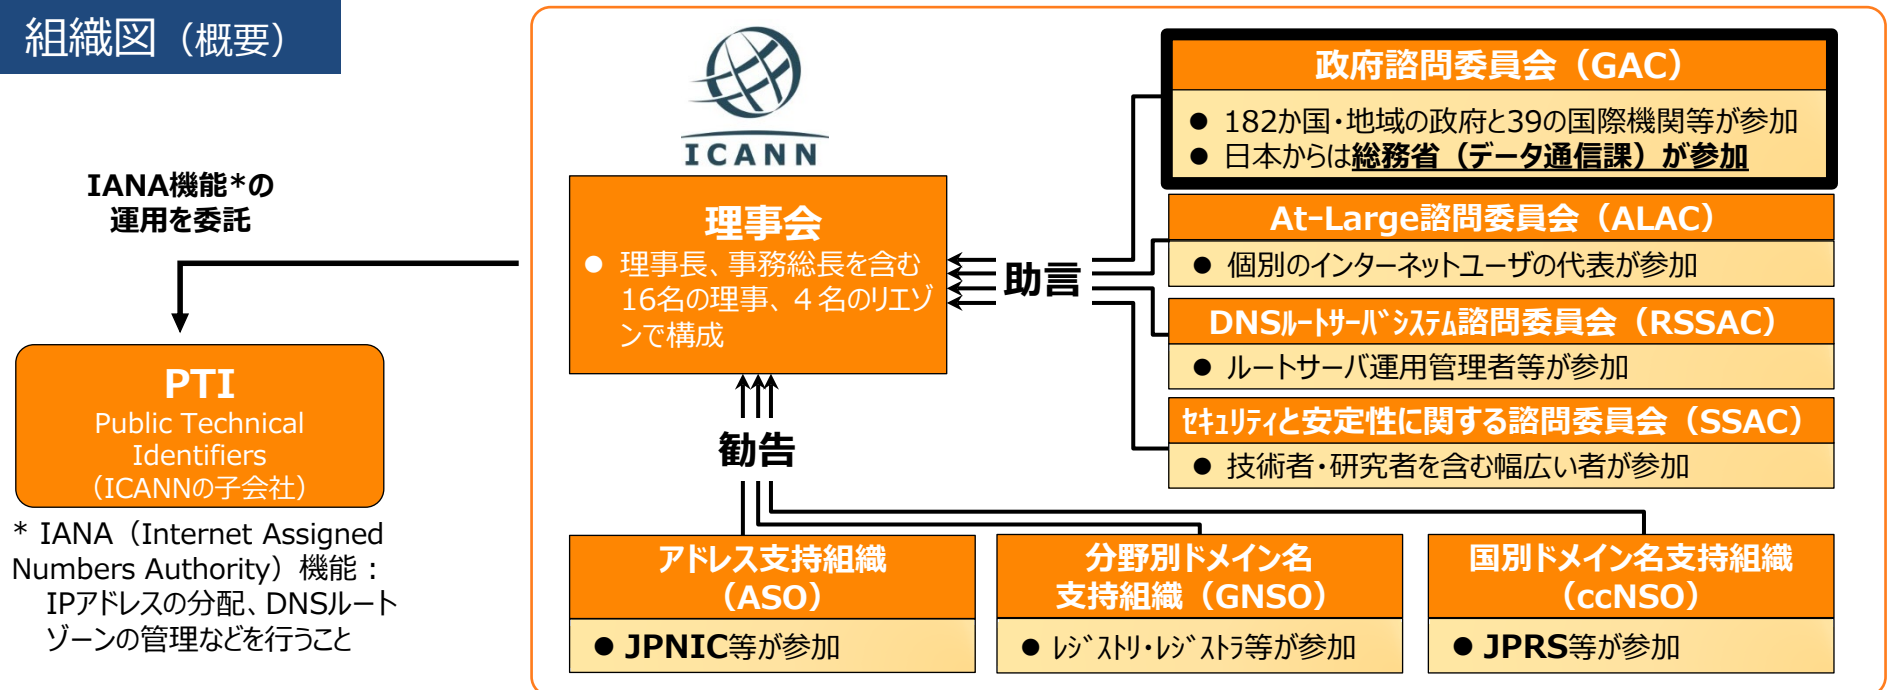 組織図（概要）
ICANN
IANA機能*の
運用を委託
PTI
Public Technical
Identifiers
（ICANNの子会社）
* IANA（Internet Assigned
Numbers Authority）機能：
IPアドレスの分配、DNSルート
ゾーンの管理などを行うこと
理事会
● 理事長、事務総長を含む
16名の理事、４名のリエゾ
ンで構成
助言
勧告
政府諮問委員会（GAC）
● 182か国・地域の政府と39の国際機関等が参加
● 日本からは総務省（データ通信課）が参加
At-Large諮問委員会（ALAC）
● 個別のインターネットユーザの代表が参加
DNSﾙｰﾄｻｰﾊﾞｼｽﾃﾑ諮問委員会（RSSAC）
● ルートサーバ運用管理者等が参加
ｾｷｭﾘﾃｨと安定性に関する諮問委員会（SSAC）
● 技術者・研究者を含む幅広い者が参加
アドレス支持組織
（ASO）
● JPNIC等が参加
分野別ドメイン名
支持組織（GNSO）
● ﾚｼﾞｽﾄﾘ・ﾚｼﾞｽﾄﾗ等が参加
国別ドメイン名支持組織
（ccNSO）
● JPRS等が参加